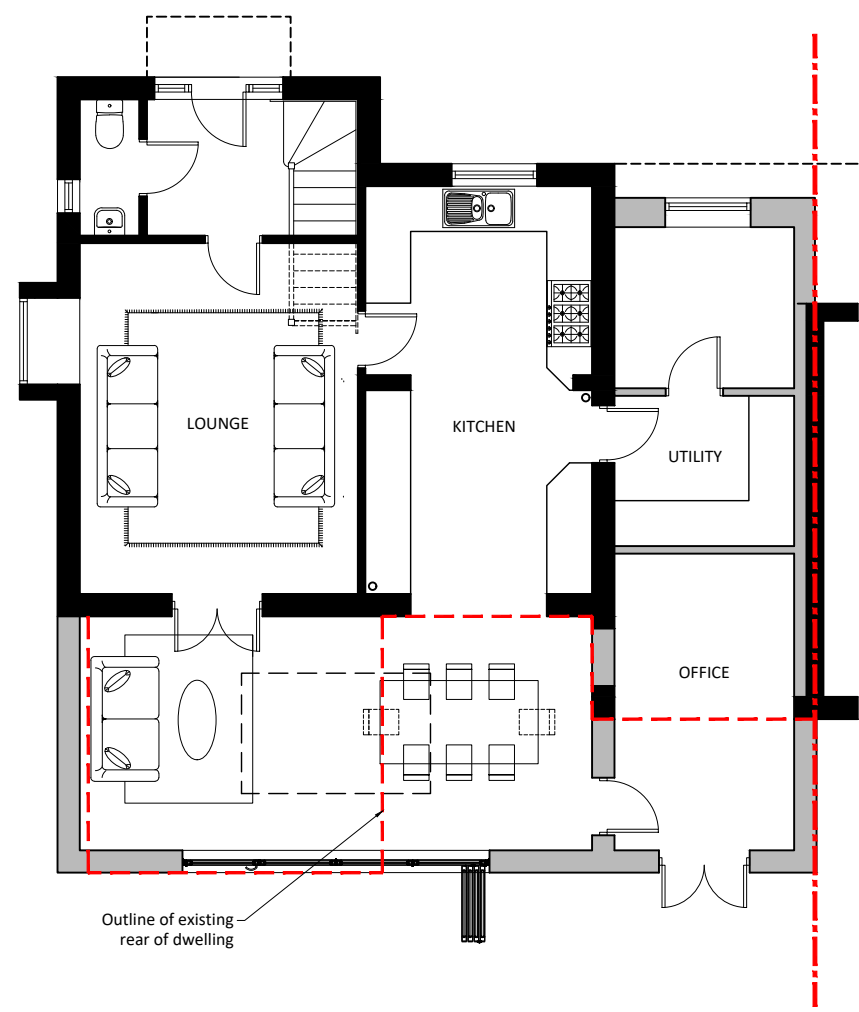 LOUNGE
KITCHEN
UTILITY
OFFICE
Outline of existing
rear of dwelling